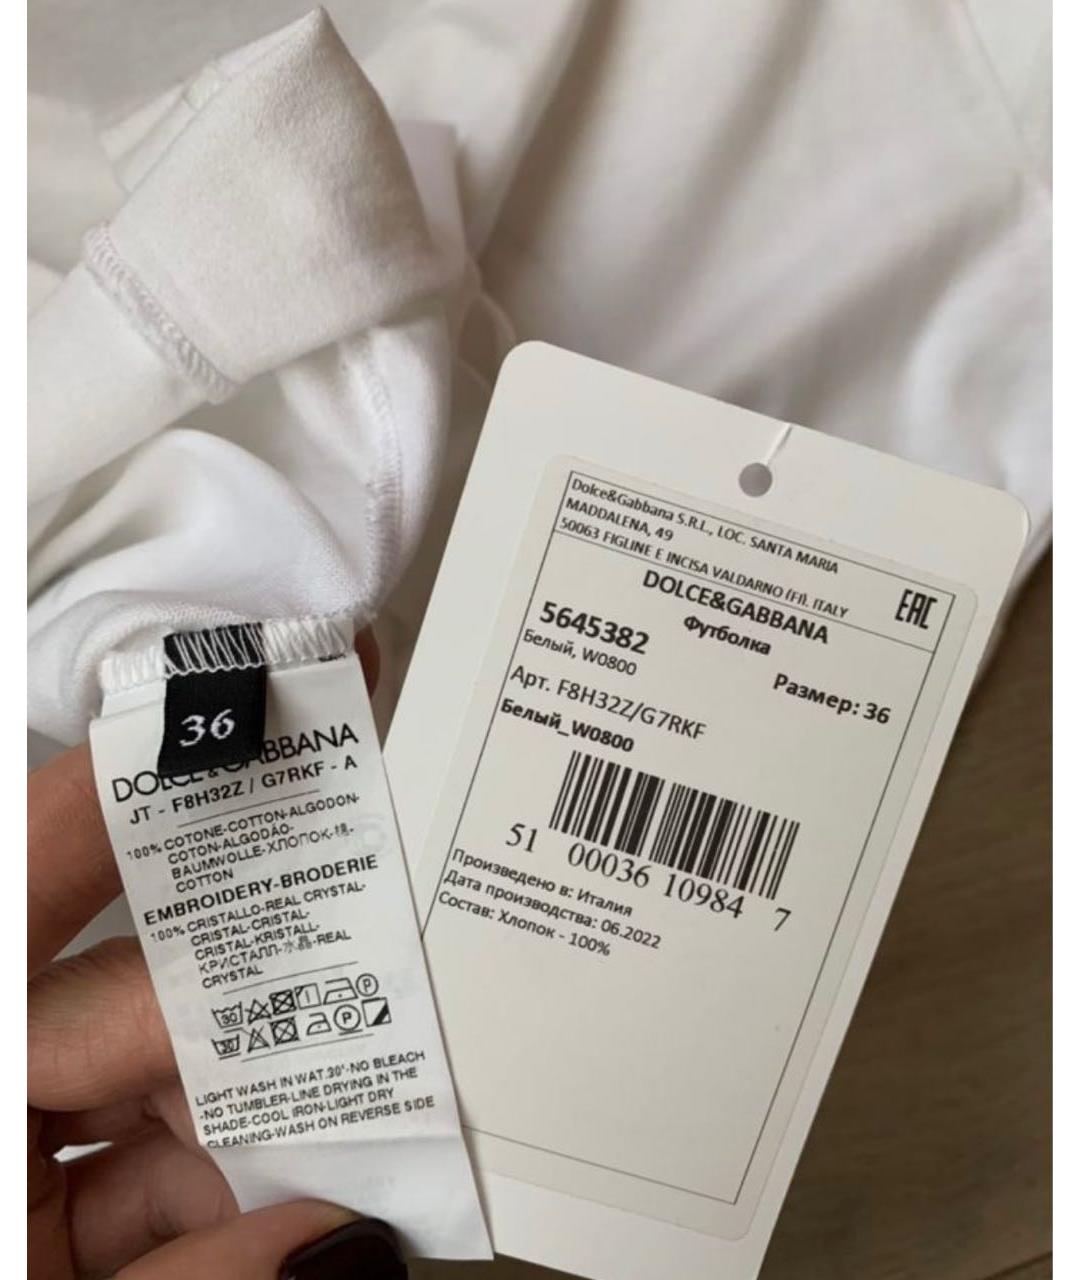 36
DOLCE & GABBANA
JT - F8H32Z / G7RKF - A
100% COTONE-COTTON-ALGODON-
COTON-ALGODÃO-
BAUMWOLLE-ХЛОПОК-棉-
COTTON
EMBROIDERY-BRODERIE
100% CRISTALLO-REAL CRYSTAL-
CRISTAL-CRISTAL-
CRISTAL-KRISTALL-
КРИСТАЛЛ-水晶-REAL
CRYSTAL
30
P
30
P
LIGHT WASH IN WAT.30°-NO BLEACH
-NO TUMBLER-LINE DRYING IN THE
SHADE-COOL IRON-LIGHT DRY
CLEANING-WASH ON REVERSE SIDE
Dolce&Gabbana S.R.L., LOC. SANTA MARIA
MADDALENA, 49
50063 FIGLINE E INCISA VALDARNO (FI). ITALY
EAC
DOLCE&GABBANA
Футболка
5645382
Белый, W0800
Размер: 36
Арт. F8H32Z/G7RKF
Белый_W0800
51 00036 10984 7
Произведено в: Италия
Дата производства: 06.2022
Состав: Хлопок - 100%